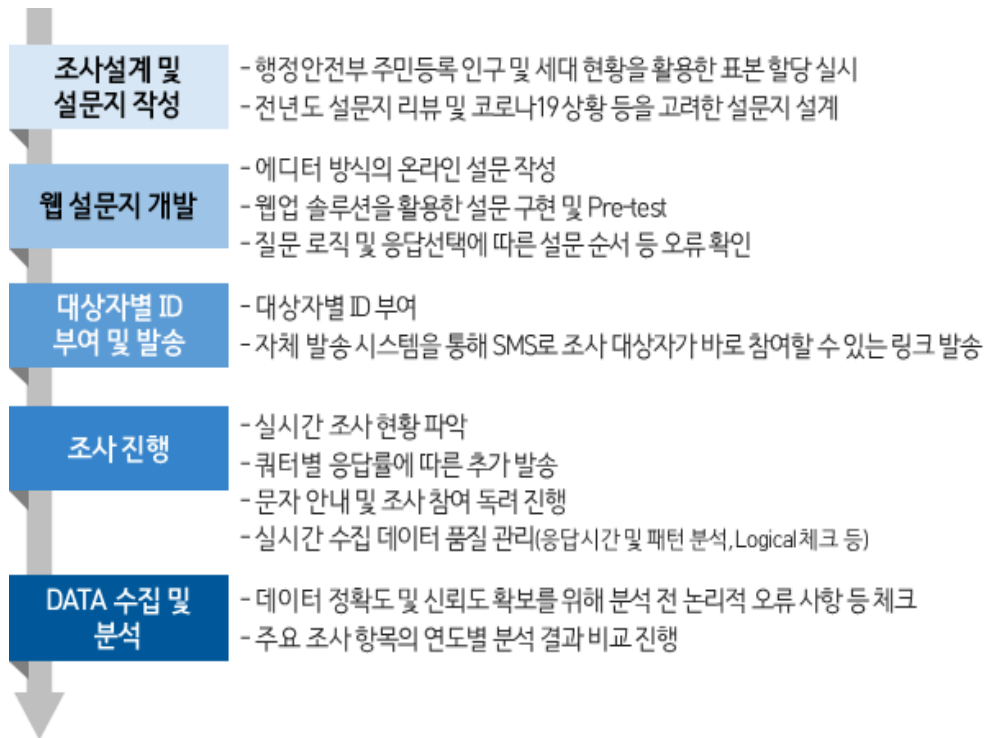 조사설계 및
설문지 작성
- 행정안전부 주민등록 인구 및 세대 현황을 활용한 표본 할당 실시
- 전년도 설문지 리뷰 및 코로나19 상황 등을 고려한 설문지 설계
웹 설문지 개발
- 에디터 방식의 온라인 설문 작성
- 웹업 솔루션을 활용한 설문 구현 및 Pre-test
- 질문 로직 및 응답선택에 따른 설문 순서 등 오류 확인
대상자별 ID
부여 및 발송
- 대상자별 ID 부여
- 자체 발송 시스템을 통해 SMS로 조사 대상자가 바로 참여할 수 있는 링크 발송
조사 진행
- 실시간 조사 현황 파악
- 쿼터별 응답률에 따른 추가 발송
- 문자 안내 및 조사 참여 독려 진행
- 실시간 수집 데이터 품질 관리(응답시간 및 패턴 분석, Logical체크 등)
DATA 수집 및
분석
- 데이터 정확도 및 신뢰도 확보를 위해 분석 전 논리적 오류 사항 등 체크
- 주요 조사 항목의 연도별 분석 결과 비교 진행